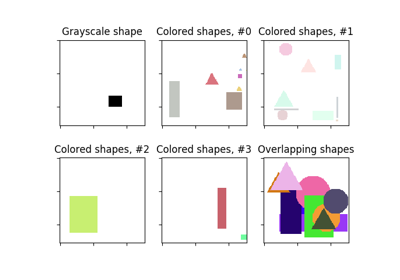 Grayscale shape
Colored shapes, #0
Colored shapes, #1
Colored shapes, #2
Colored shapes, #3
Overlapping shapes